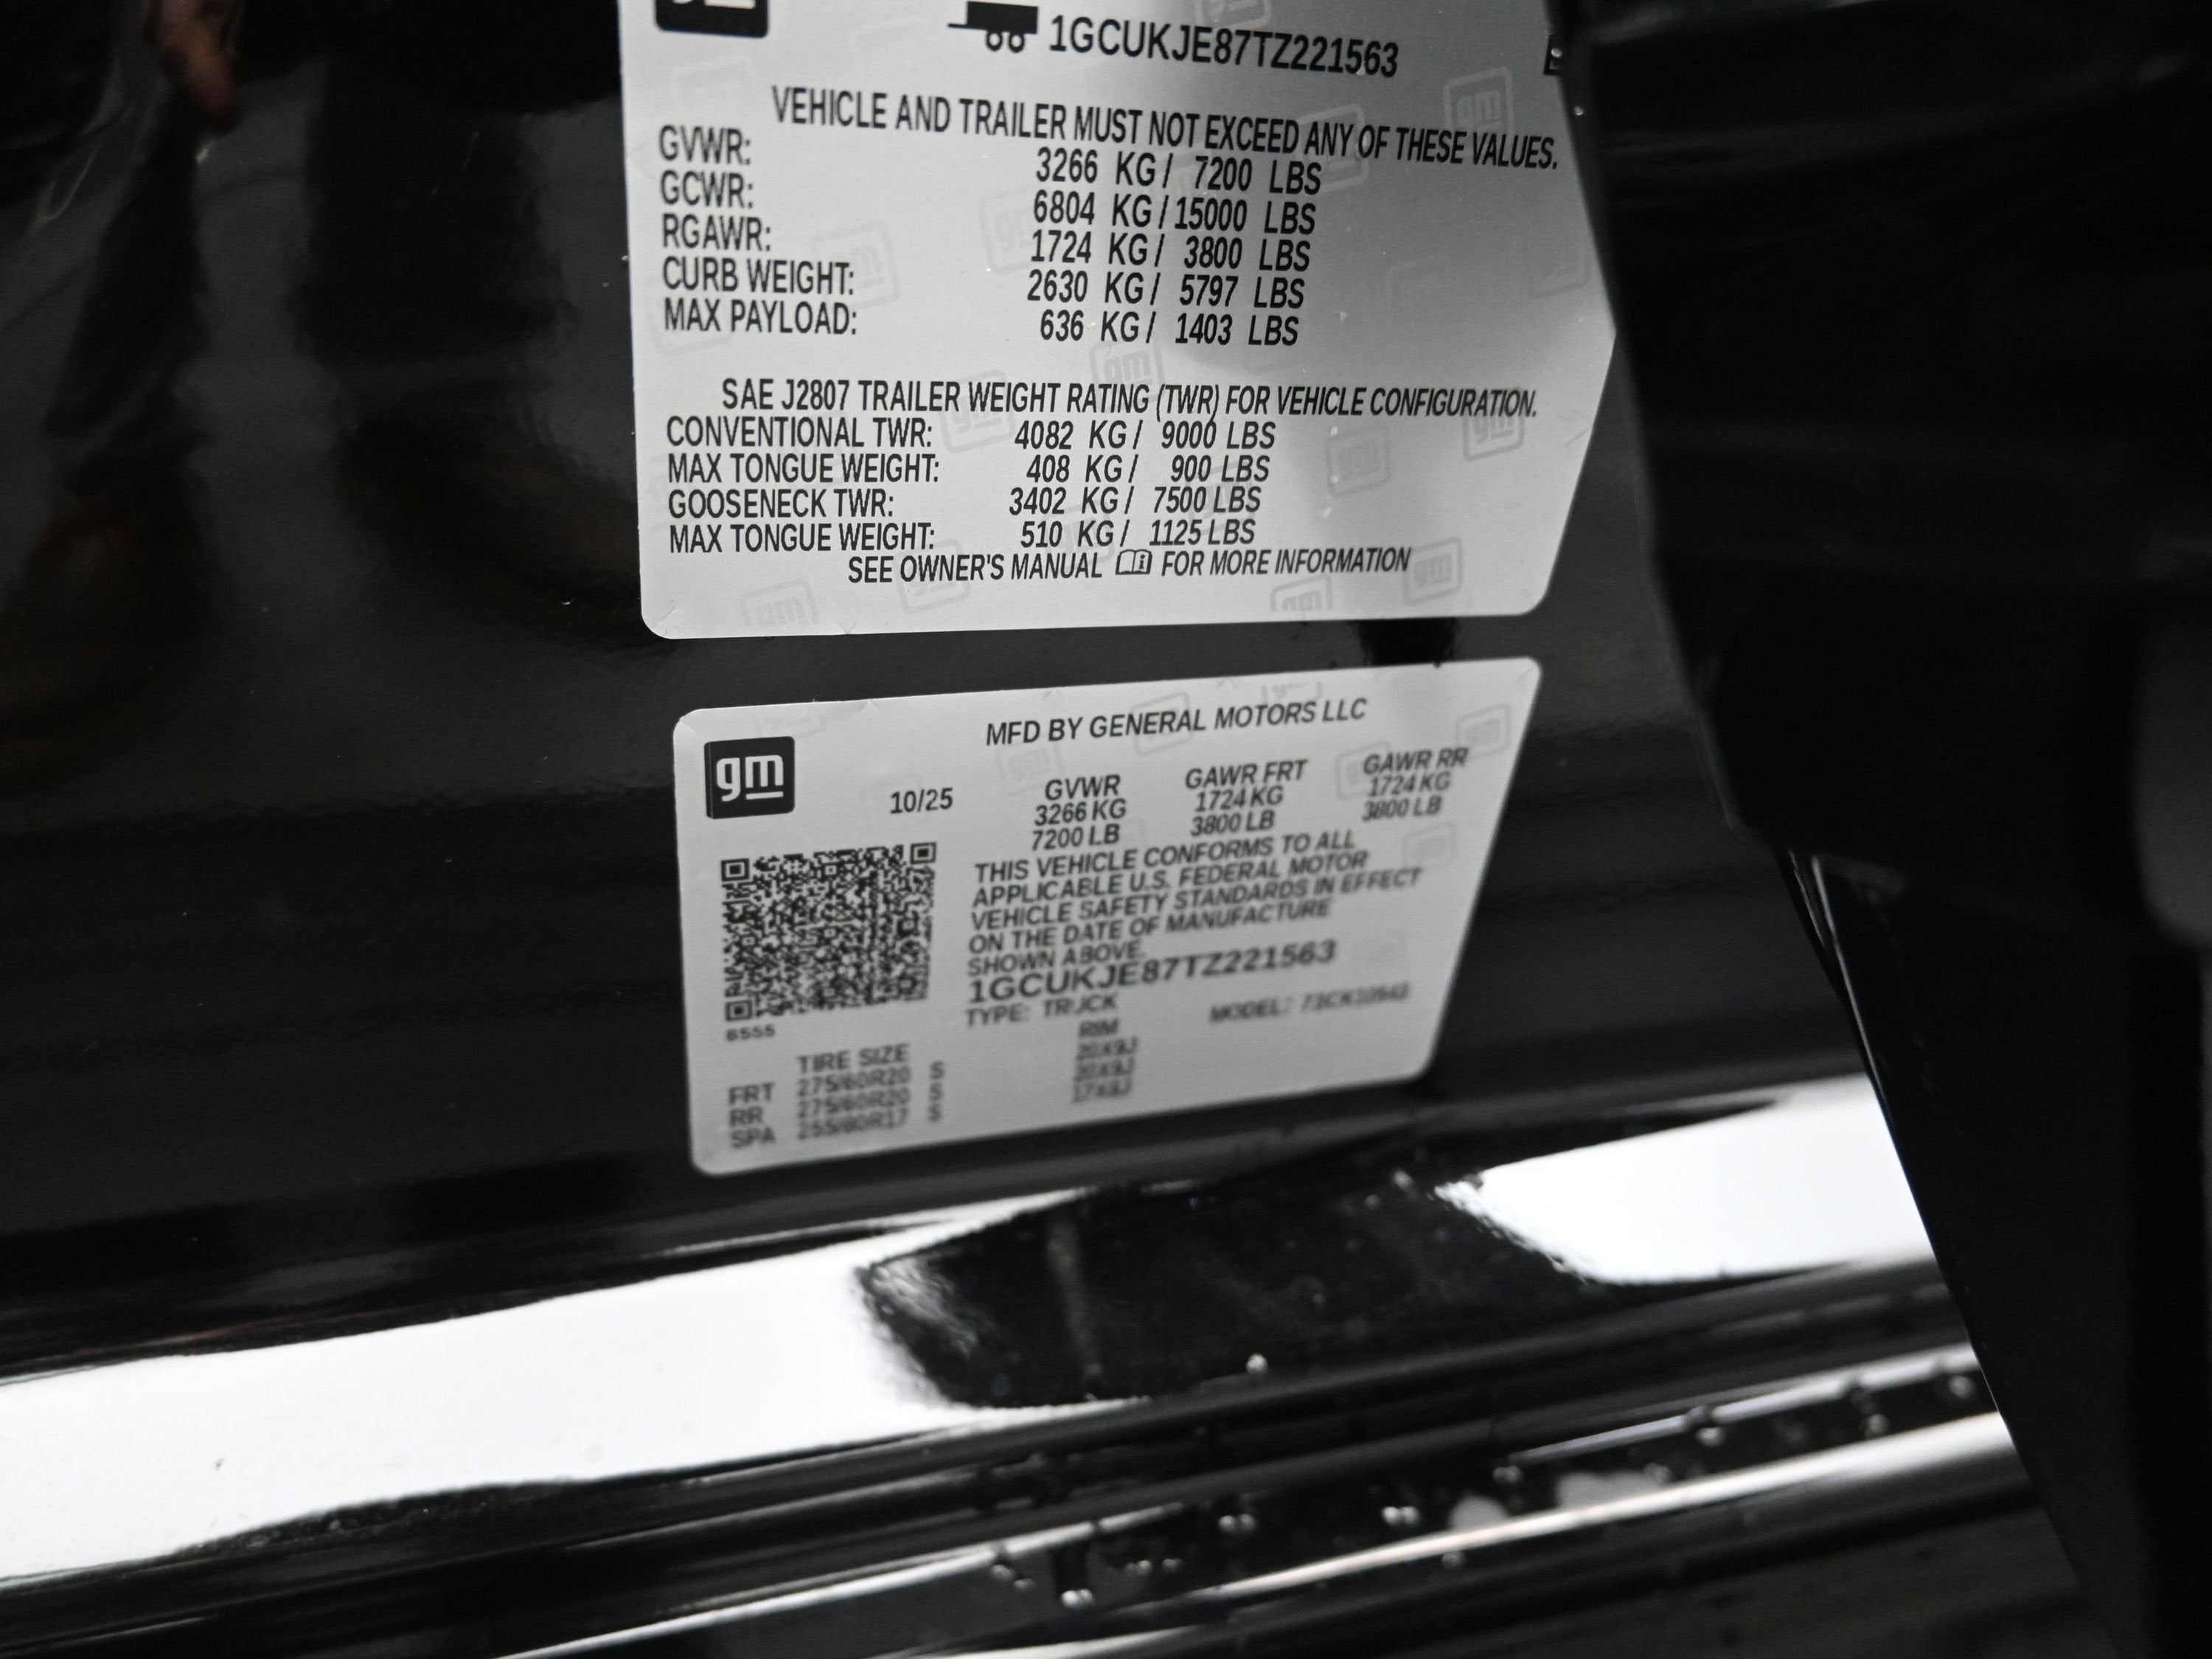 1GCUKJE87TZ221563
VEHICLE AND TRAILER MUST NOT EXCEED ANY OF THESE VALUES.
GVWR: 3266 KG / 7200 LBS
GCWR: 6804 KG / 15000 LBS
RGAWR: 1724 KG / 3800 LBS
CURB WEIGHT: 2630 KG / 5797 LBS
MAX PAYLOAD: 636 KG / 1403 LBS
SAE J2807 TRAILER WEIGHT RATING (TWR) FOR VEHICLE CONFIGURATION.
CONVENTIONAL TWR: 4082 KG / 9000 LBS
MAX TONGUE WEIGHT: 408 KG / 900 LBS
GOOSENECK TWR: 3402 KG / 7500 LBS
MAX TONGUE WEIGHT: 510 KG / 1125 LBS
SEE OWNER'S MANUAL FOR MORE INFORMATION
MFD BY GENERAL MOTORS LLC
gm
10/25
GVWR GAWR FRT GAWR RR
3266 KG 1724 KG 1724 KG
7200 LB 3800 LB 3800 LB
THIS VEHICLE CONFORMS TO ALL
APPLICABLE U.S. FEDERAL MOTOR
VEHICLE SAFETY STANDARDS IN EFFECT
ON THE DATE OF MANUFACTURE
SHOWN ABOVE.
1GCUKJE87TZ221563
TYPE: TRUCK MODEL:
8555
TIRE SIZE RIM
FRT 275/60R20 S 20X9J
RR 275/60R20 S 20X9J
SPA 255/80R17 S 17X8J